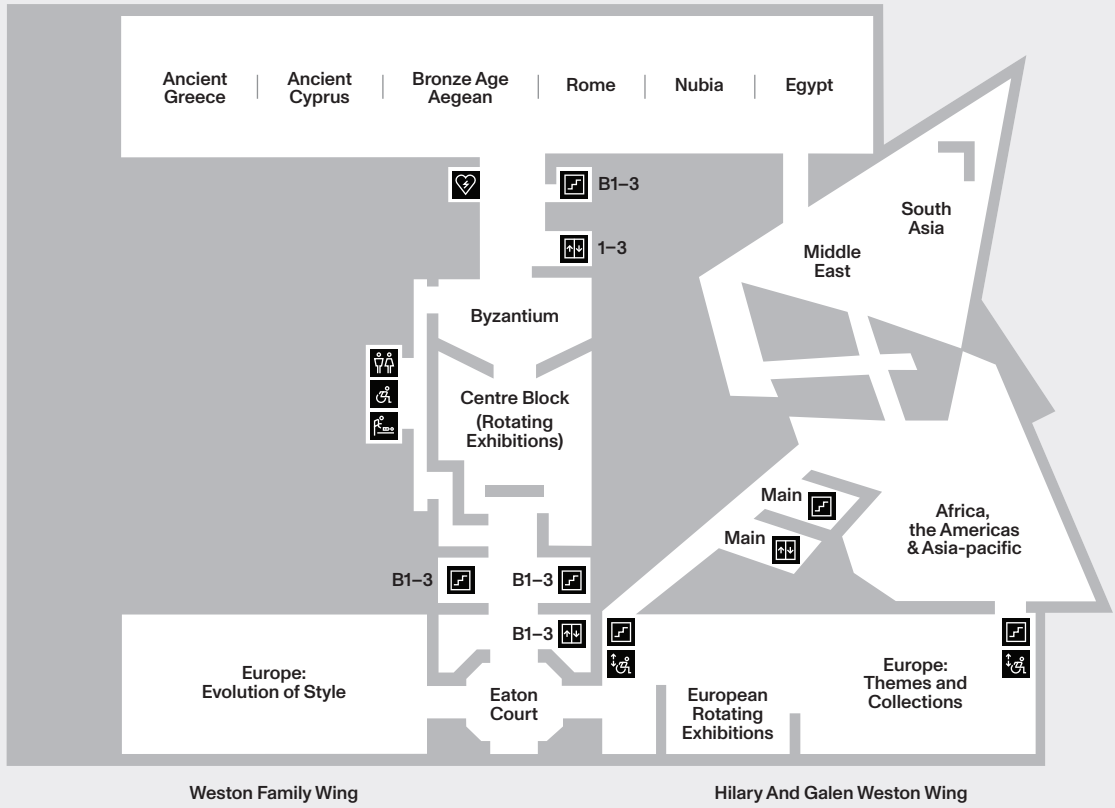 Ancient
Greece
Ancient
Cyprus
Bronze Age
Aegean
Rome
Nubia
Egypt
B1–3
1–3
South
Asia
Middle
East
Byzantium
Centre Block
(Rotating
Exhibitions)
Main
Main
Africa,
the Americas
& Asia-pacific
B1–3
B1–3
B1–3
Europe:
Evolution of Style
Eaton
Court
European
Rotating
Exhibitions
Europe:
Themes and
Collections
Weston Family Wing
Hilary And Galen Weston Wing